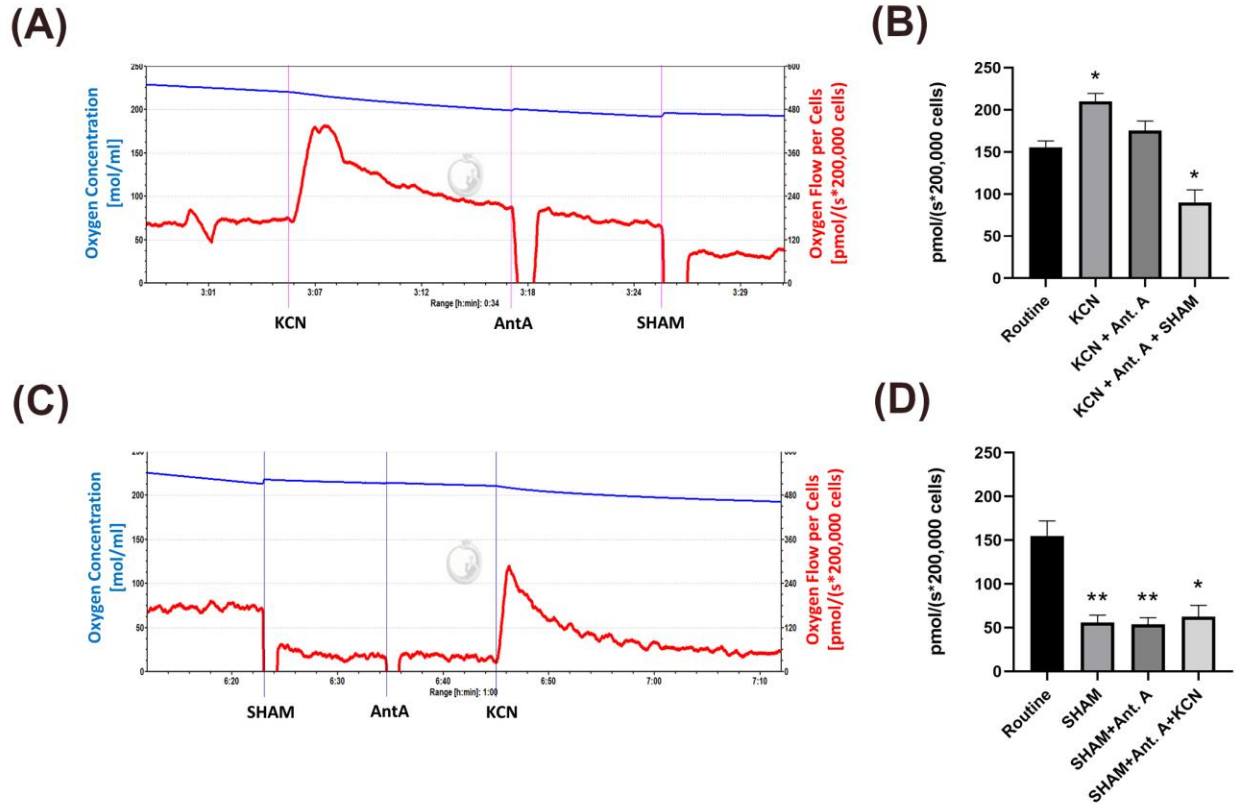 (A)
Oxygen Concentration
[mol/ml]
250
200
150
100
50
0
600
480
360
240
120
0
Oxygen Flow per Cells
[pmol/(s*200,000 cells)
3:01
3:07
3:12
3:18
3:24
3:29
Range [h:min]: 0:34
KCN
AntA
SHAM
(B)
pmol/(s*200,000 cells)
250
200
150
100
50
0
*
*
Routine
KCN
KCN + Ant. A
KCN + Ant. A + SHAM
(C)
Oxygen Concentration
[mol/ml]
250
200
150
100
50
0
480
360
240
120
0
Oxygen Flow per Cells
[pmol/(s*200,000 cells)
6:20
6:30
6:40
6:50
7:00
7:10
Range [h:min]: 1:00
SHAM
AntA
KCN
(D)
pmol/(s*200,000 cells)
250
200
150
100
50
0
**
**
*
Routine
SHAM
SHAM+Ant. A
SHAM+Ant. A+KCN